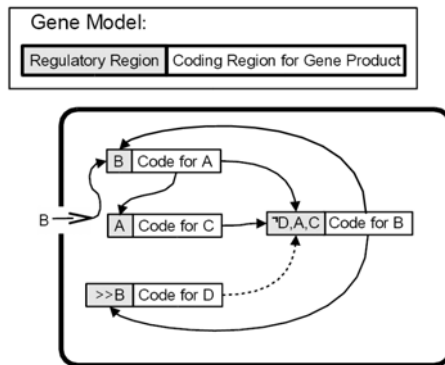 Gene Model:
Regulatory Region Coding Region for Gene Product
B Code for A
B
A Code for C
¬D,A,C Code for B
>>B Code for D